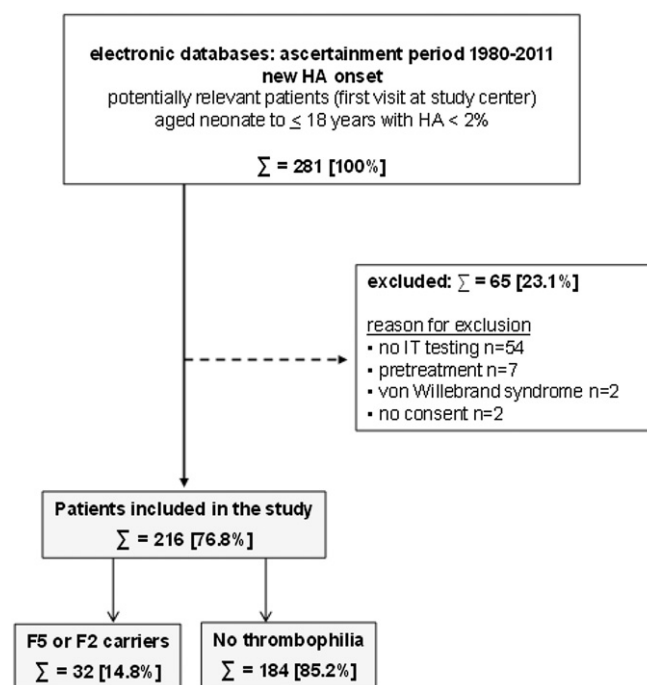 electronic databases: ascertainment period 1980-2011
new HA onset
potentially relevant patients (first visit at study center)
aged neonate to ≤ 18 years with HA < 2%
∑ = 281 [100%]
excluded: ∑ = 65 [23.1%]
reason for exclusion
▪ no IT testing n=54
▪ pretreatment n=7
▪ von Willebrand syndrome n=2
▪ no consent n=2
Patients included in the study
∑ = 216 [76.8%]
F5 or F2 carriers
∑ = 32 [14.8%]
No thrombophilia
∑ = 184 [85.2%]